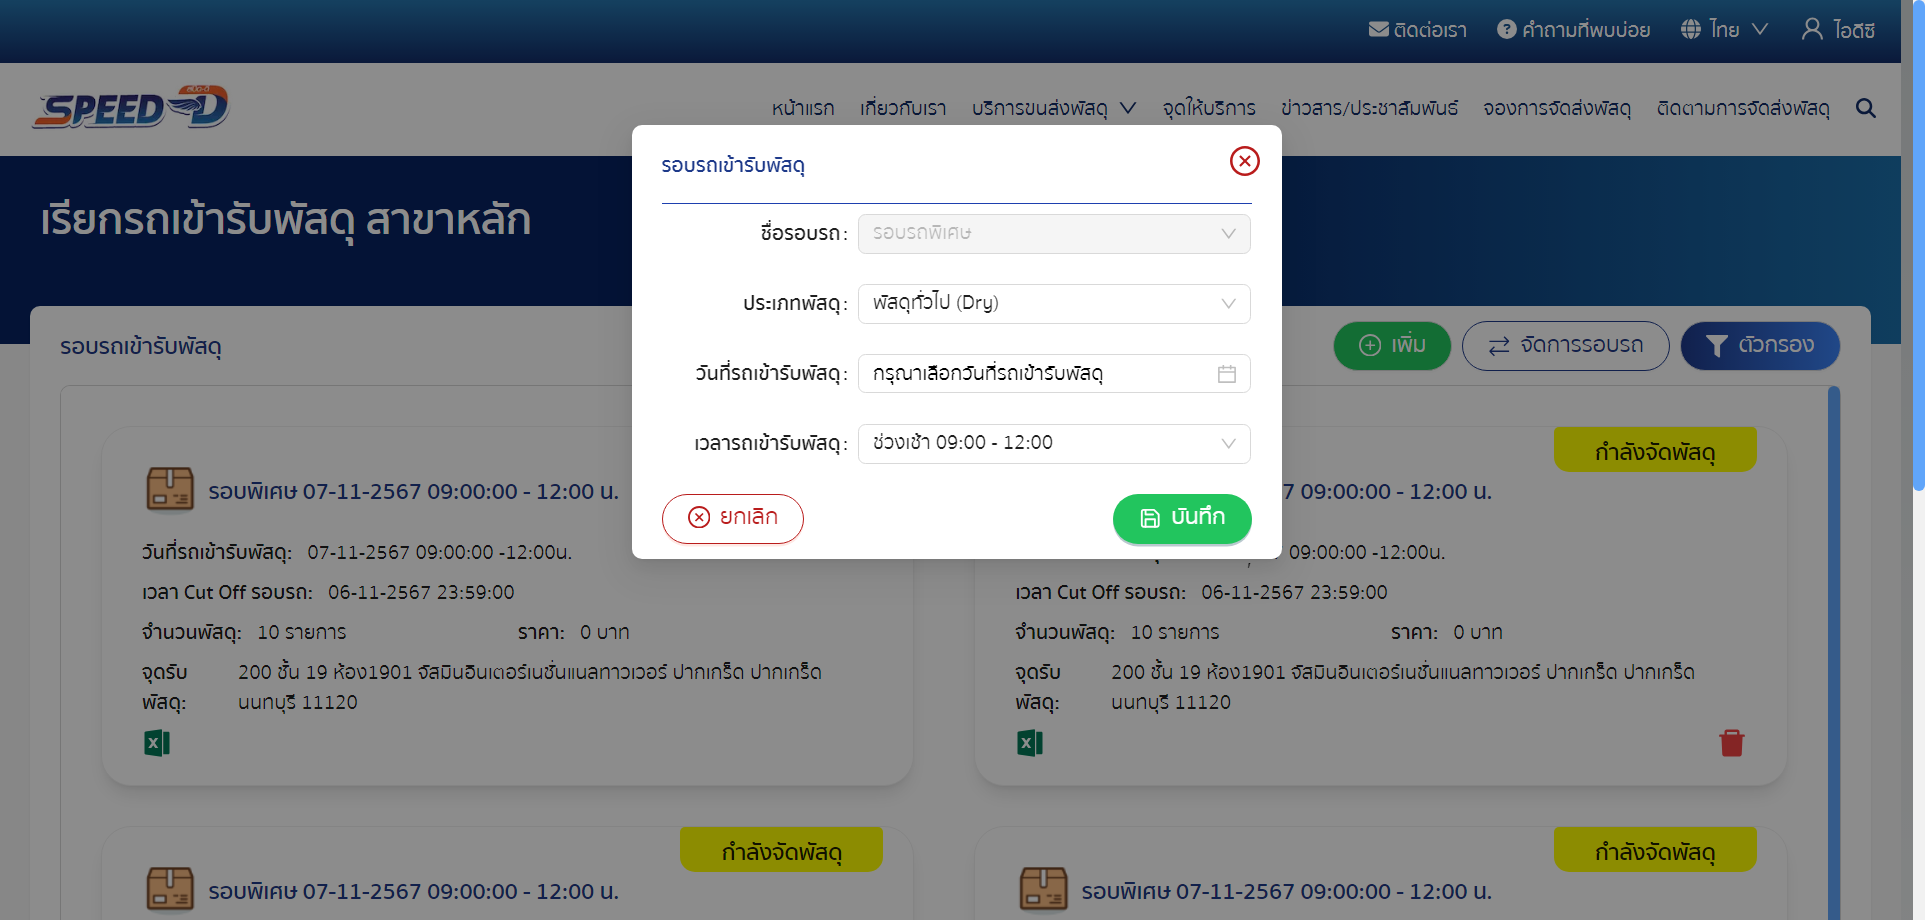 ติดต่อเรา คำถามที่พบบ่อย ไทย ไอดีซี
สปีด-ดี
SPEED-D
หน้าแรก เกี่ยวกับเรา บริการขนส่งพัสดุ จุดให้บริการ ข่าวสาร/ประชาสัมพันธ์ จองการจัดส่งพัสดุ ติดตามการจัดส่งพัสดุ
เรียกรถเข้ารับพัสดุ สาขาหลัก
รอบรถเข้ารับพัสดุ
ชื่อรอบรถ: รอบรถพิเศษ
ประเภทพัสดุ: พัสดุทั่วไป (Dry)
วันที่รถเข้ารับพัสดุ: กรุณาเลือกวันที่รถเข้ารับพัสดุ
เวลารถเข้ารับพัสดุ: ช่วงเช้า 09:00 - 12:00
ยกเลิก บันทึก
รอบรถเข้ารับพัสดุ เพิ่ม จัดการรอบรถ ตัวกรอง
รอบพิเศษ 07-11-2567 09:00:00 - 12:00 น.
วันที่รถเข้ารับพัสดุ: 07-11-2567 09:00:00 -12:00น.
เวลา Cut Off รอบรถ: 06-11-2567 23:59:00
จำนวนพัสดุ: 10 รายการ ราคา: 0 บาท
จุดรับพัสดุ: 200 ชั้น 19 ห้อง1901 จัสมินอินเตอร์เนชั่นแนลทาวเวอร์ ปากเกร็ด ปากเกร็ด
นนทบุรี 11120
กำลังจัดพัสดุ
7 09:00:00 - 12:00 น.
09:00:00 -12:00น.
เวลา Cut Off รอบรถ: 06-11-2567 23:59:00
จำนวนพัสดุ: 10 รายการ ราคา: 0 บาท
จุดรับพัสดุ: 200 ชั้น 19 ห้อง1901 จัสมินอินเตอร์เนชั่นแนลทาวเวอร์ ปากเกร็ด ปากเกร็ด
นนทบุรี 11120
กำลังจัดพัสดุ
รอบพิเศษ 07-11-2567 09:00:00 - 12:00 น.
กำลังจัดพัสดุ
รอบพิเศษ 07-11-2567 09:00:00 - 12:00 น.